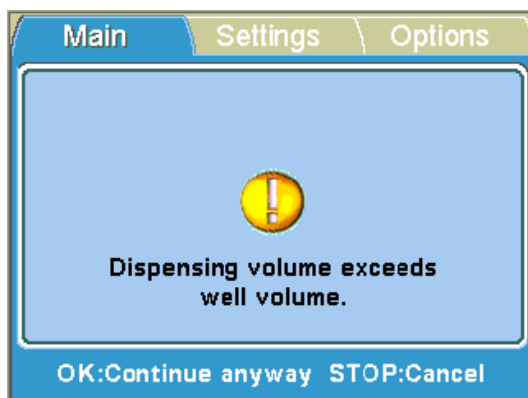 Main Settings Options
!
Dispensing volume exceeds
well volume.
OK:Continue anyway STOP:Cancel